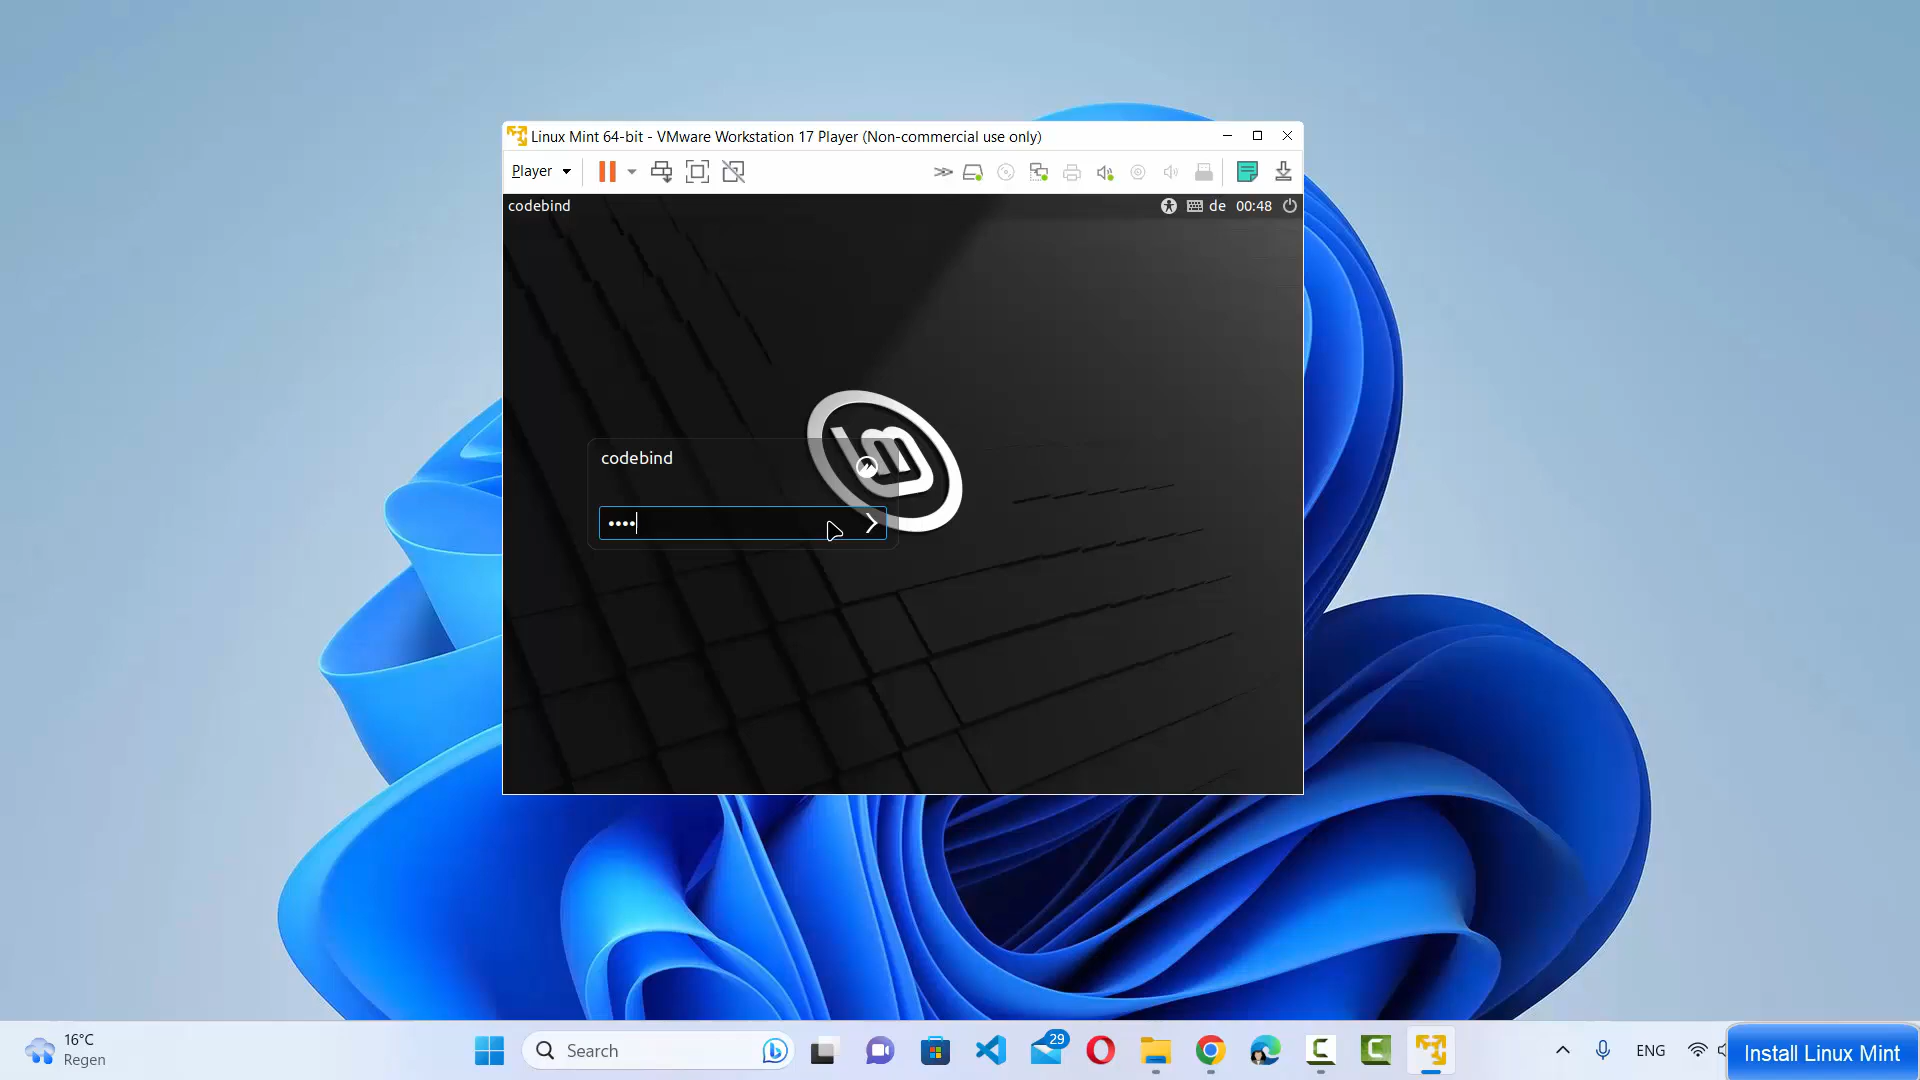 Linux Mint 64-bit - VMware Workstation 17 Player (Non-commercial use only)
Player
codebind
de 00:48
codebind
••••
16°C
Regen
Search
29
ENG
Install Linux Mint